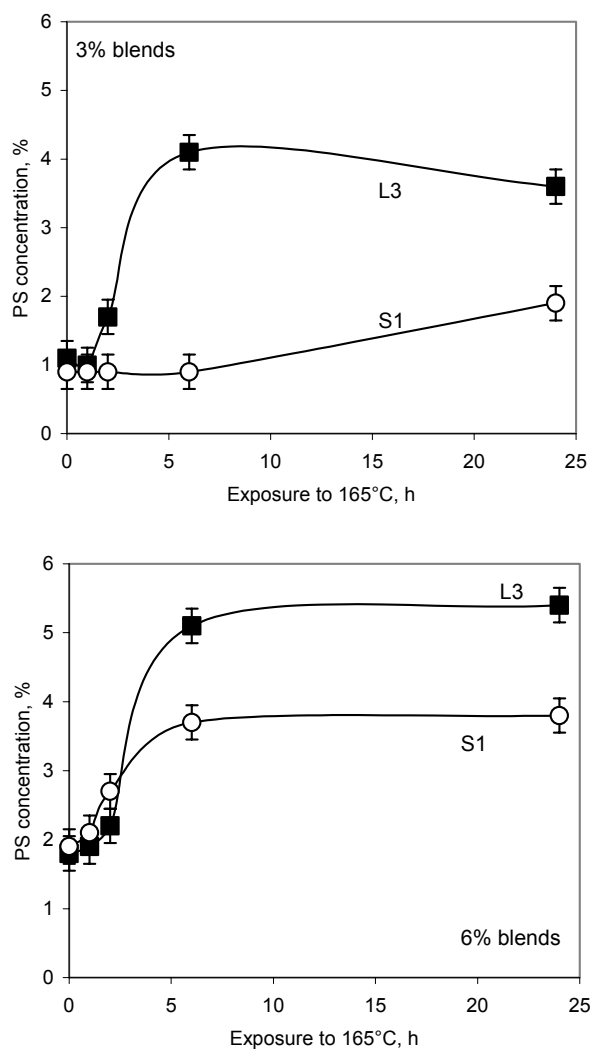 6
3% blends
5
PS concentration, %
4
L3
3
2
S1
1
0
0 5 10 15 20 25
Exposure to 165°C, h
6
L3
5
PS concentration, %
4
S1
3
2
1
6% blends
0
0 5 10 15 20 25
Exposure to 165°C, h